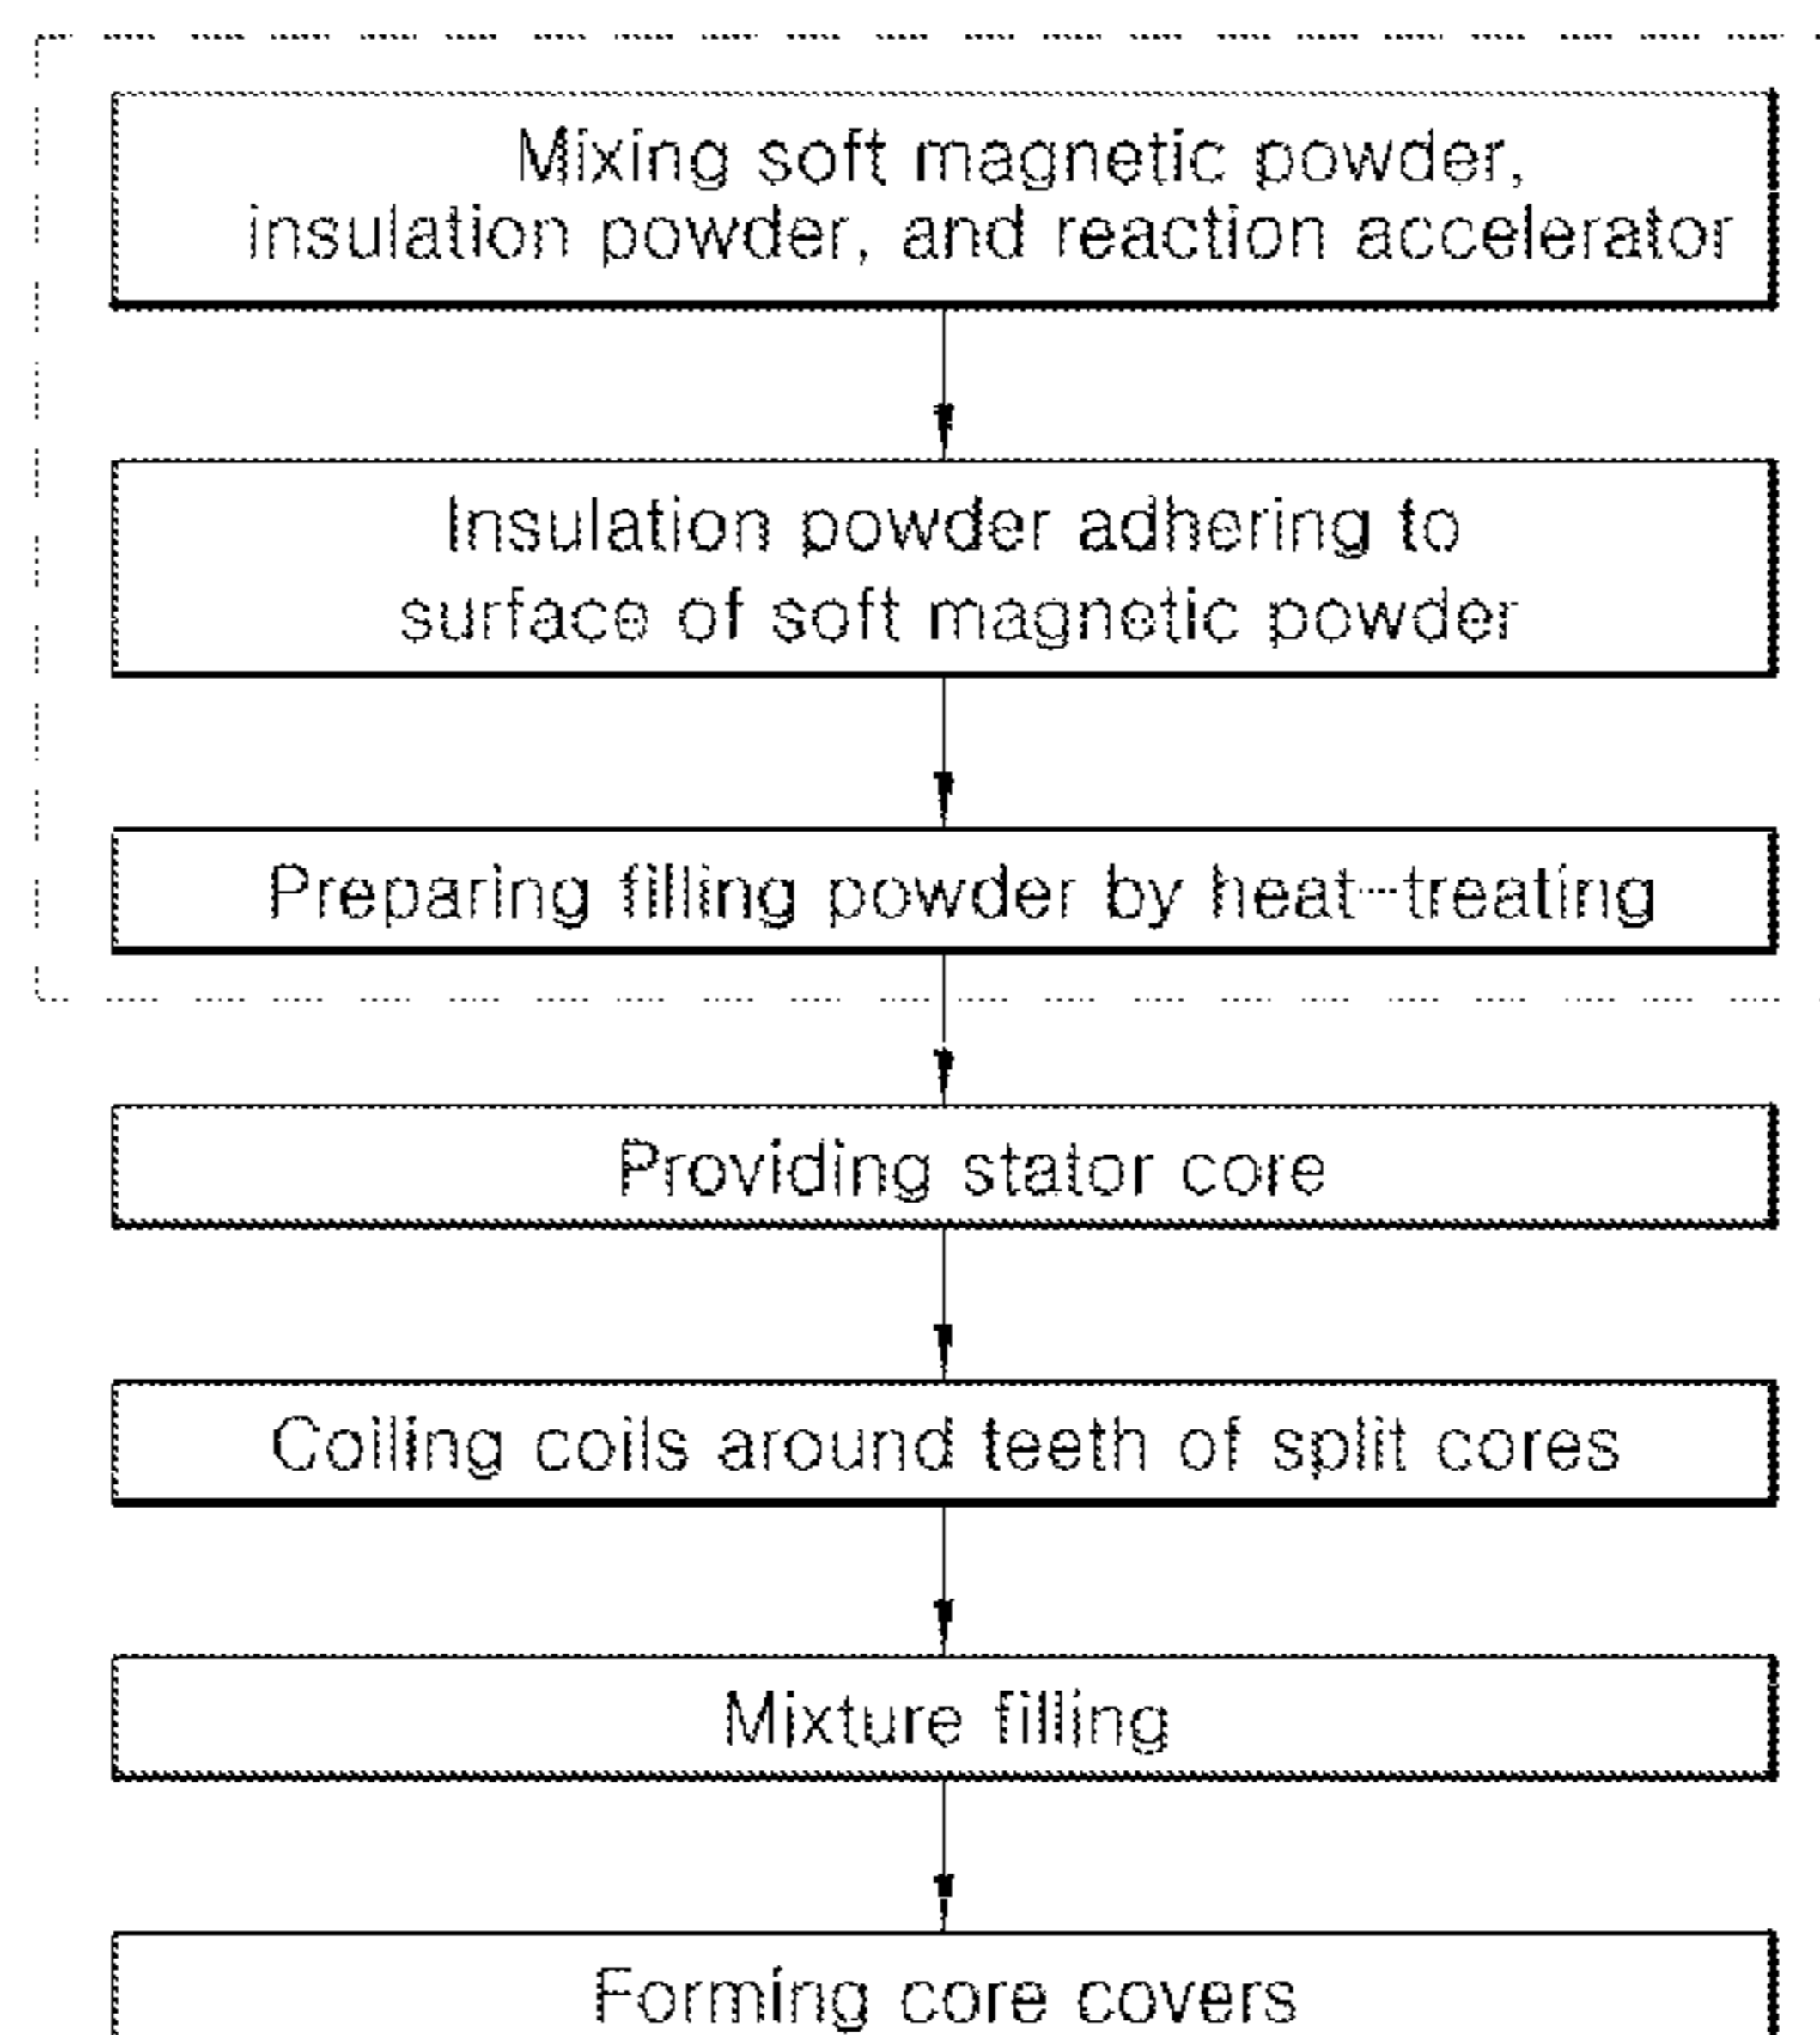 Mixing soft magnetic powder,
insulation powder, and reaction accelerator
Insulation powder adhering to
surface of soft magnetic powder
Preparing filling powder by heat-treating
Providing stator core
Coiling coils around teeth of split cores
Mixture filling
Forming core covers